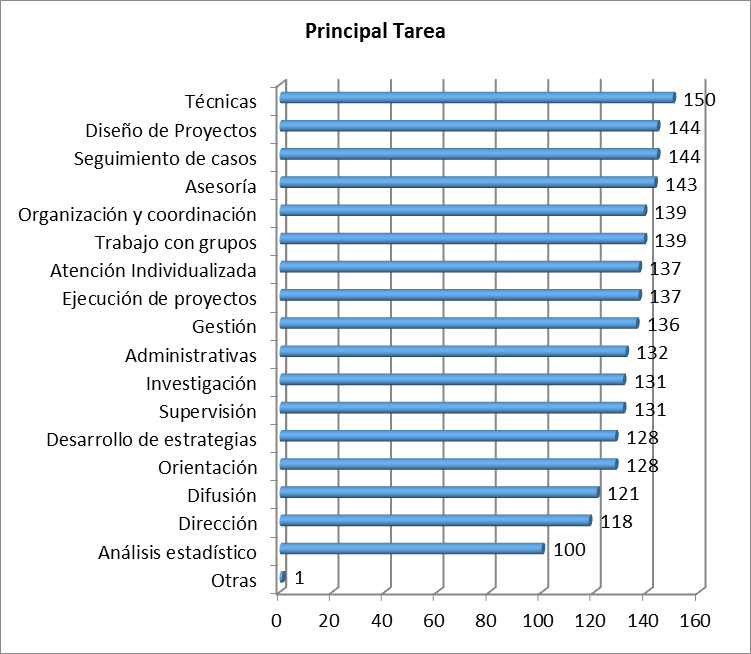 Principal Tarea
Técnicas 150
Diseño de Proyectos 144
Seguimiento de casos 144
Asesoría 143
Organización y coordinación 139
Trabajo con grupos 139
Atención Individualizada 137
Ejecución de proyectos 137
Gestión 136
Administrativas 132
Investigación 131
Supervisión 131
Desarrollo de estrategias 128
Orientación 128
Difusión 121
Dirección 118
Análisis estadístico 100
Otras 1
0 20 40 60 80 100 120 140 160